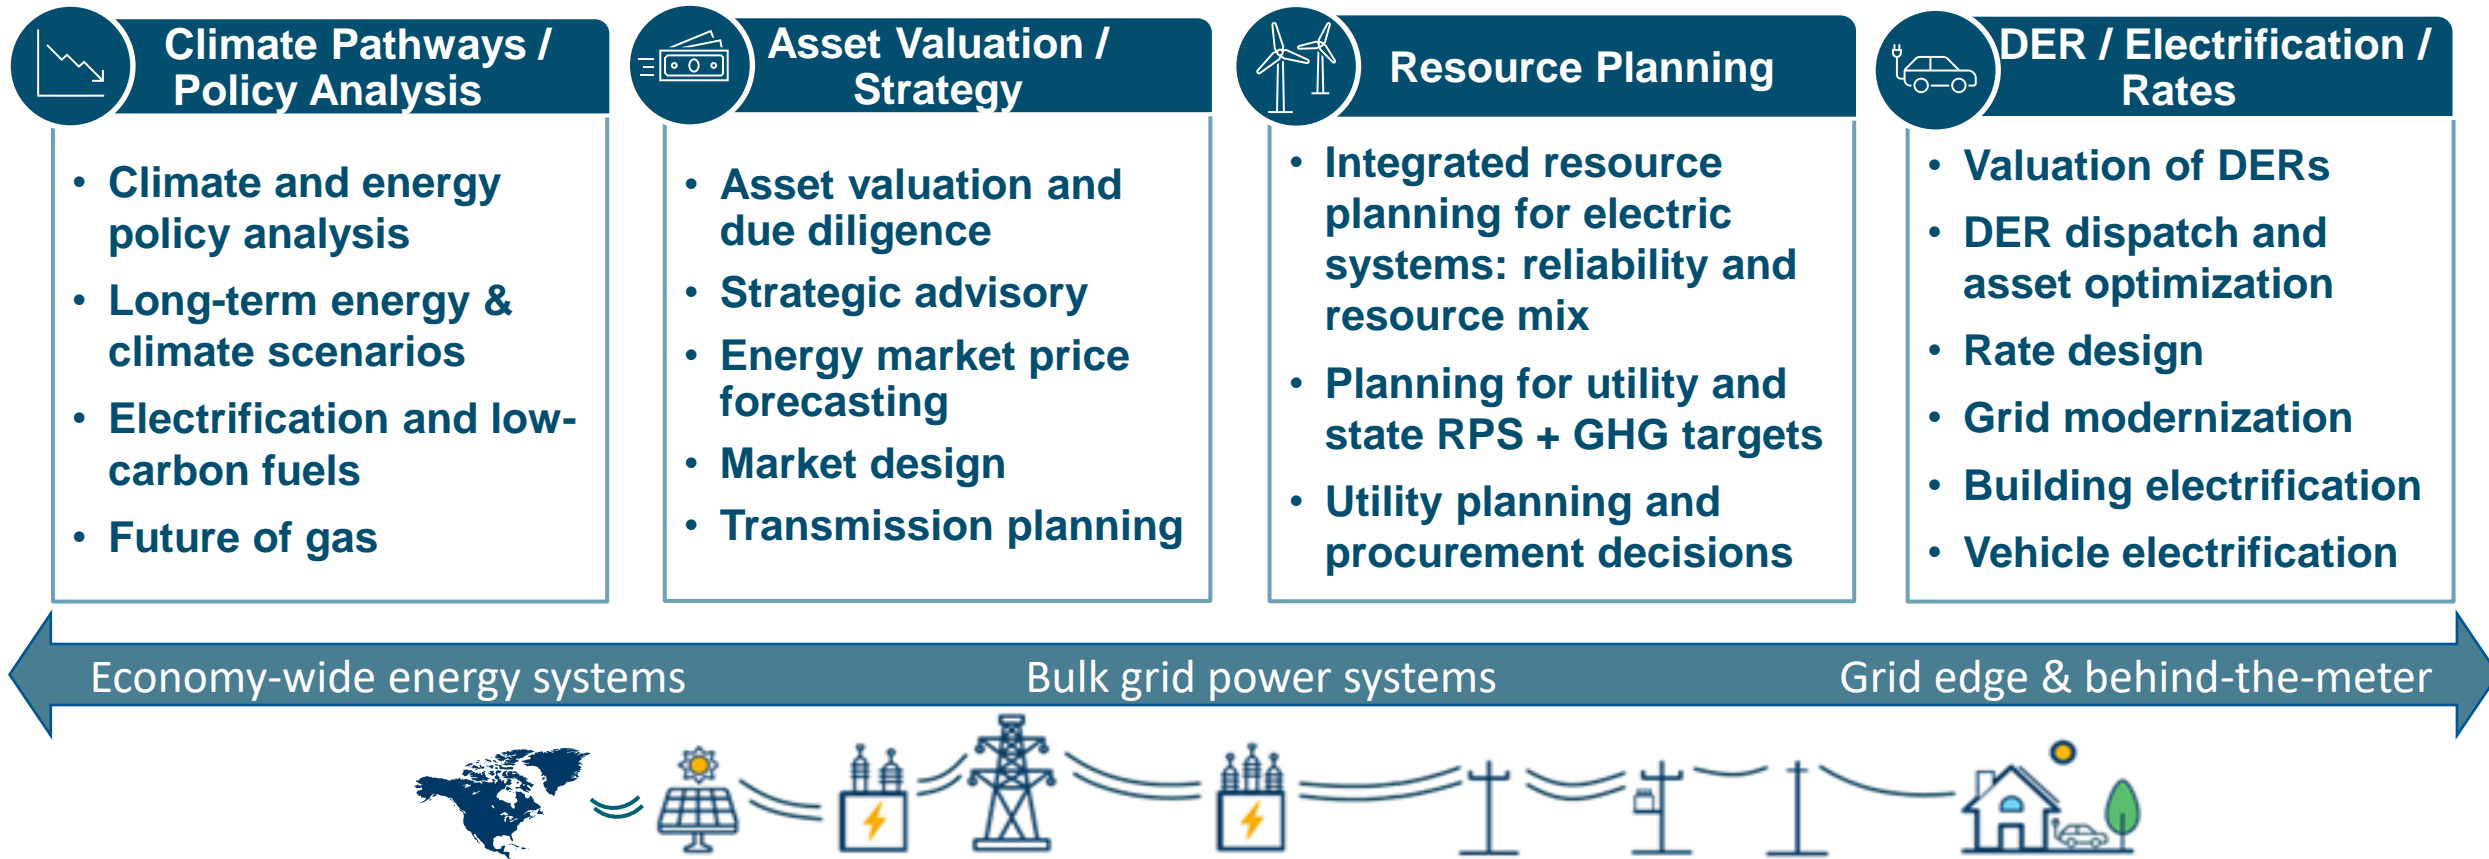 Climate Pathways /
Policy Analysis
• Climate and energy
policy analysis
• Long-term energy &
climate scenarios
• Electrification and low-
carbon fuels
• Future of gas
Asset Valuation /
Strategy
• Asset valuation and
due diligence
• Strategic advisory
• Energy market price
forecasting
• Market design
• Transmission planning
Resource Planning
• Integrated resource
planning for electric
systems: reliability and
resource mix
• Planning for utility and
state RPS + GHG targets
• Utility planning and
procurement decisions
DER / Electrification /
Rates
• Valuation of DERs
• DER dispatch and
asset optimization
• Rate design
• Grid modernization
• Building electrification
• Vehicle electrification
Economy-wide energy systems
Bulk grid power systems
Grid edge & behind-the-meter